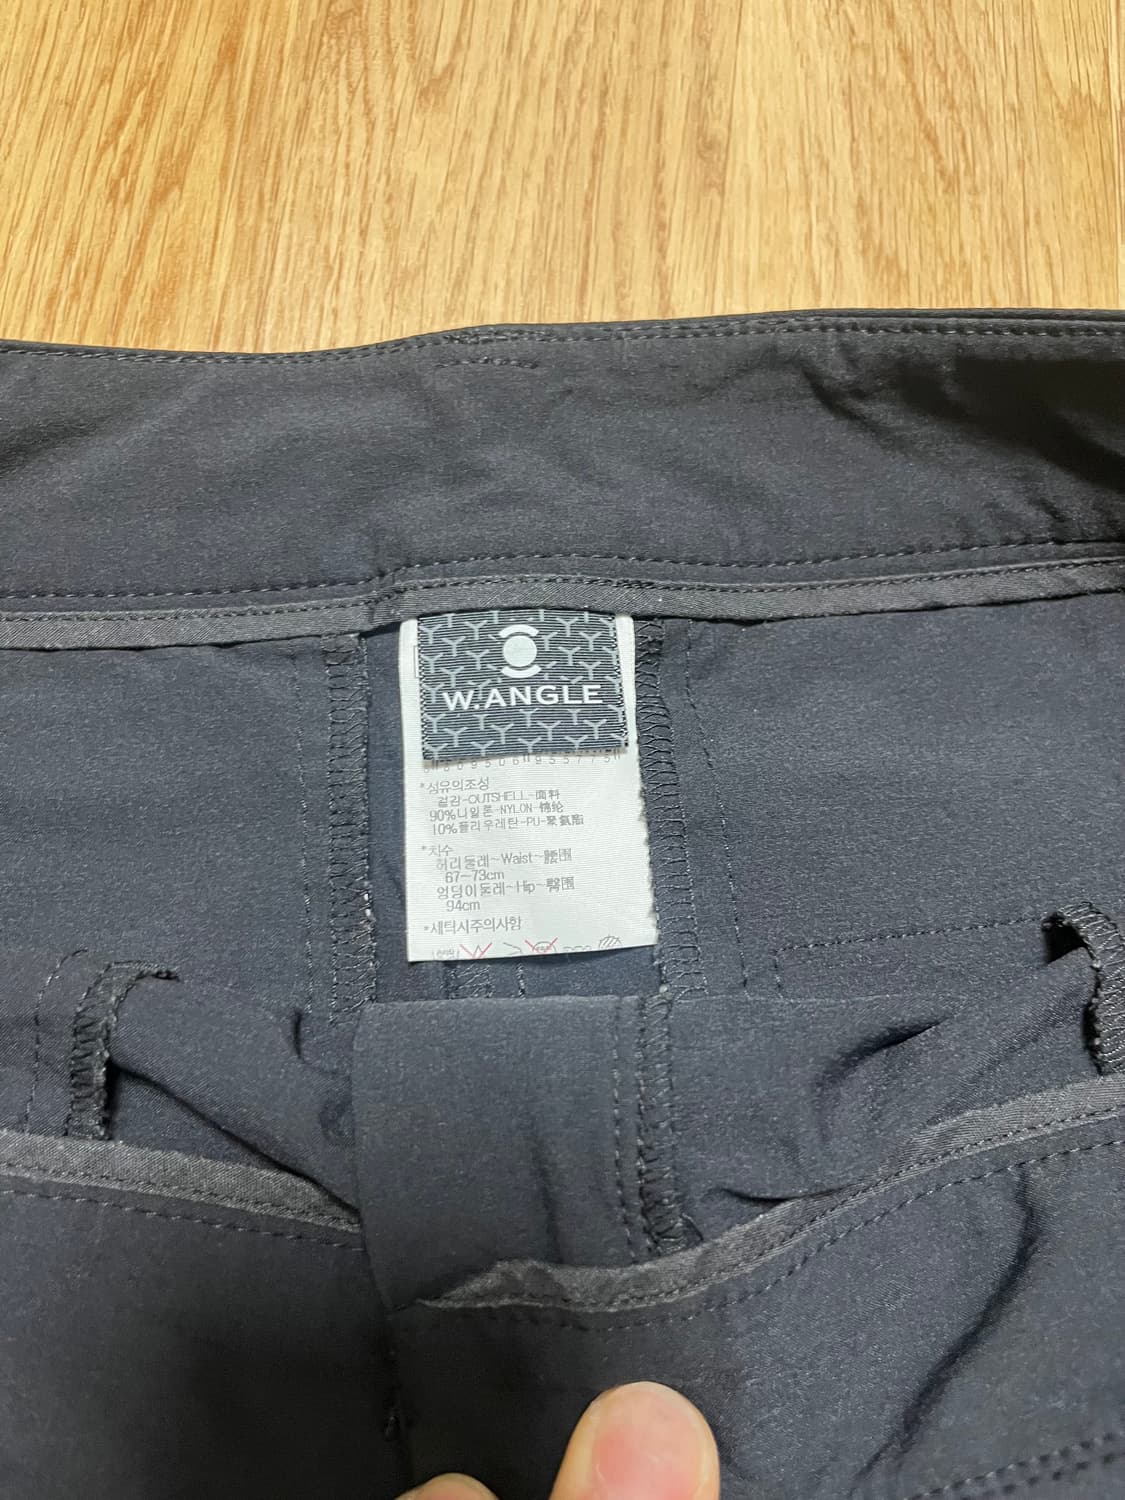 W.ANGLE
*섬유의조성
겉감-OUTSHELL-面料
90%나일론-NYLON-锦纶
10%폴리우레탄-PU-聚氨脂
*치수
허리둘레-Waist-腰围
67~73cm
엉덩이둘레-Hip-臀围
94cm
*세탁시주의사항